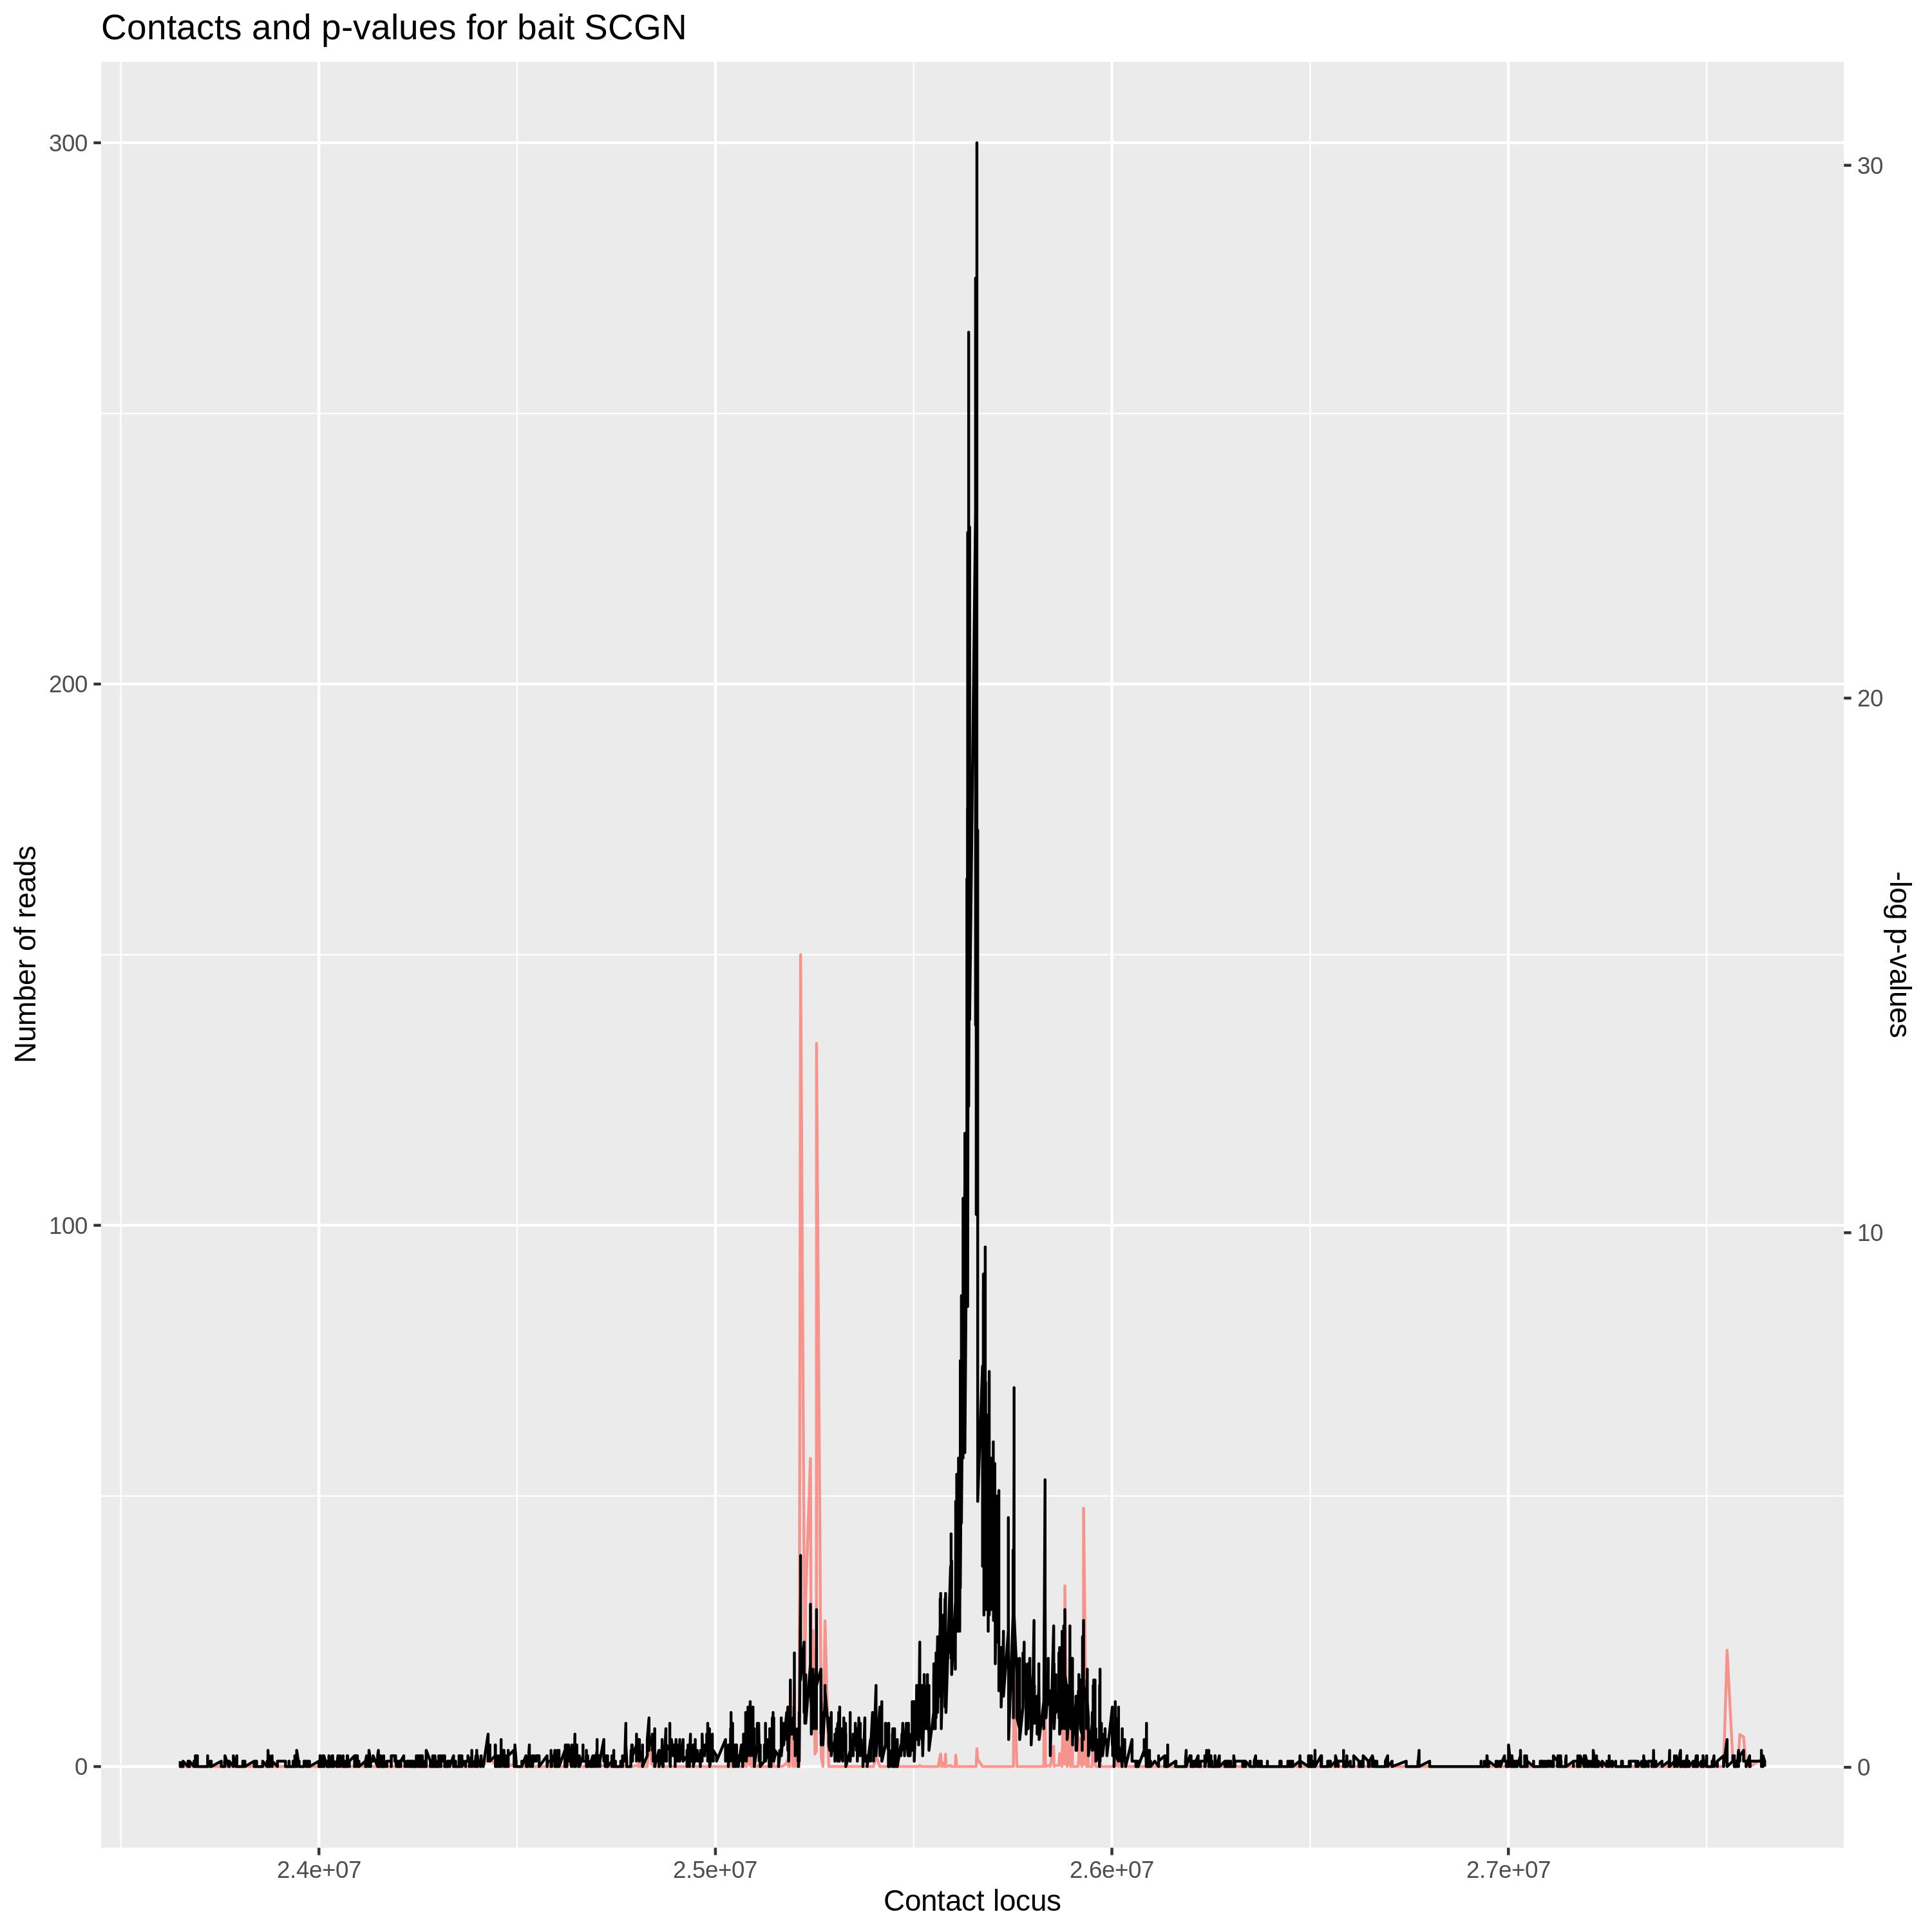 Contacts and p-values for bait SCGN
300
200
100
0
30
20
10
0
Number of reads
-log p-values
2.4e+07
2.5e+07
2.6e+07
2.7e+07
Contact locus